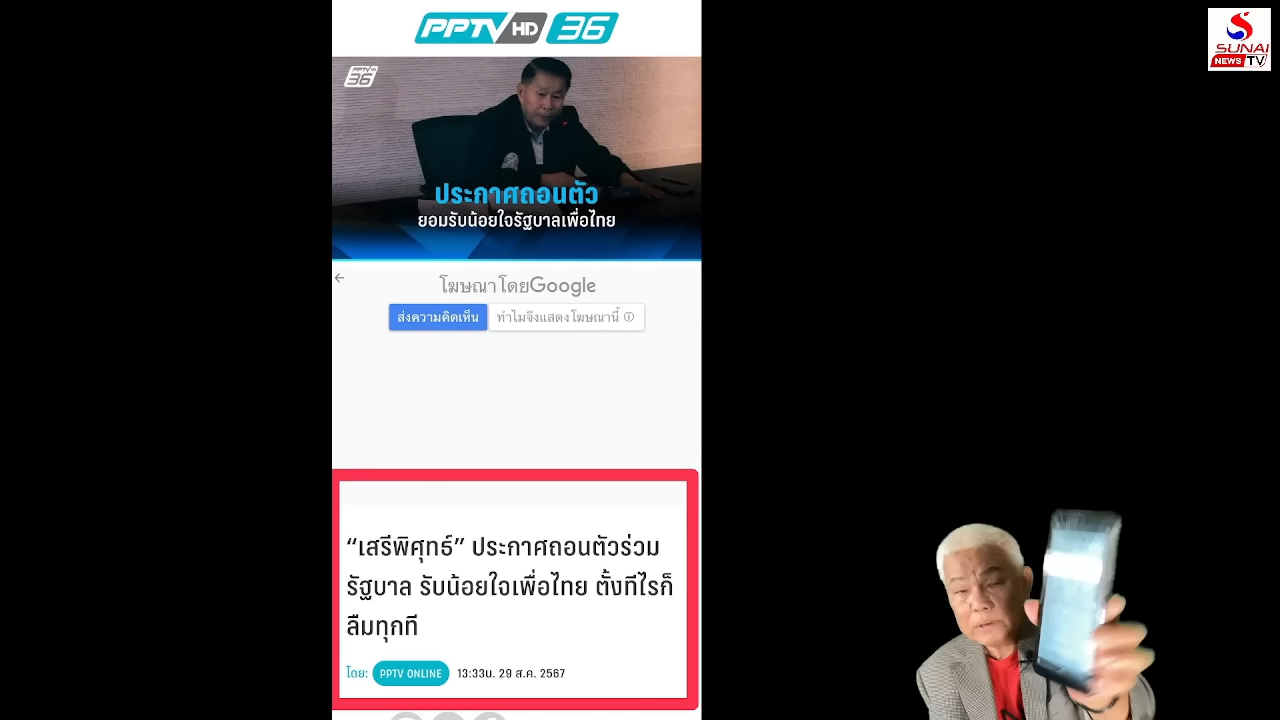 PPTV HD 36
SUNAI
NEWS TV
PPTV HD
36
ประกาศถอนตัว
ยอมรับน้อยใจรัฐบาลเพื่อไทย
โฆษณาโดย Google
ส่งความคิดเห็น
ทำไมจึงแสดงโฆษณานี้
“เสรีพิศุทธ์” ประกาศถอนตัวร่วม
รัฐบาล รับน้อยใจเพื่อไทย ตั้งทีไรก็
ลืมทุกที
โดย: PPTV ONLINE 13:33น. 29 ส.ค. 2567